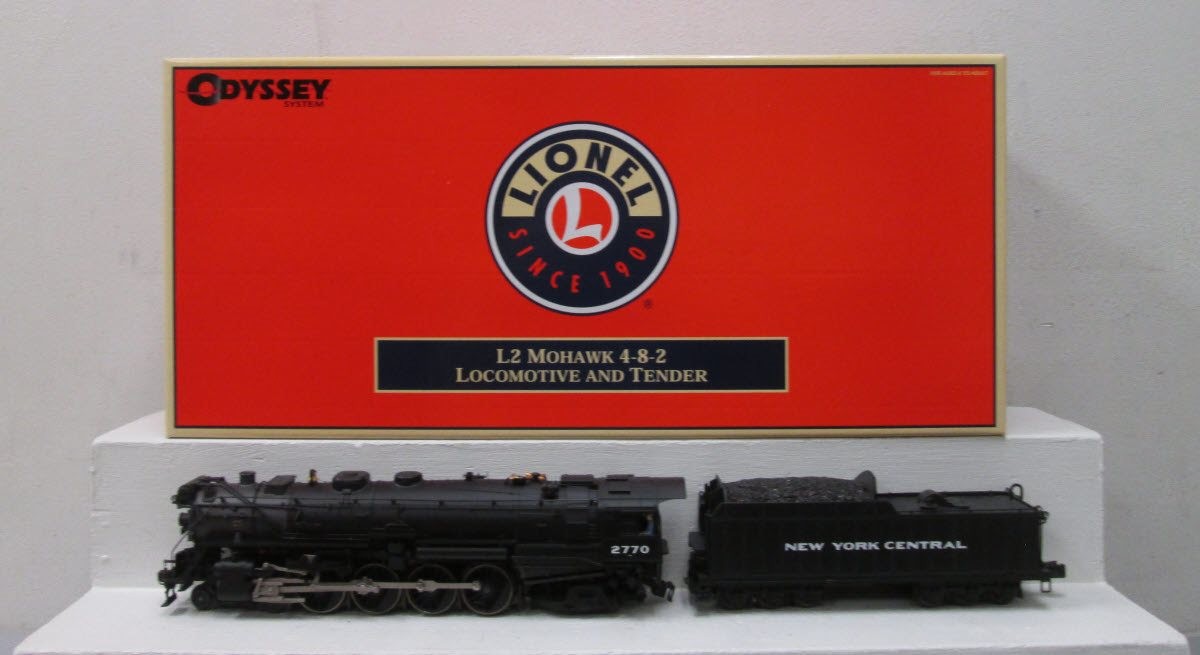 ODYSSEY
SYSTEM
LIONEL
L
SINCE 1900
®
L2 MOHAWK 4-8-2
LOCOMOTIVE AND TENDER
2770
NEW YORK CENTRAL